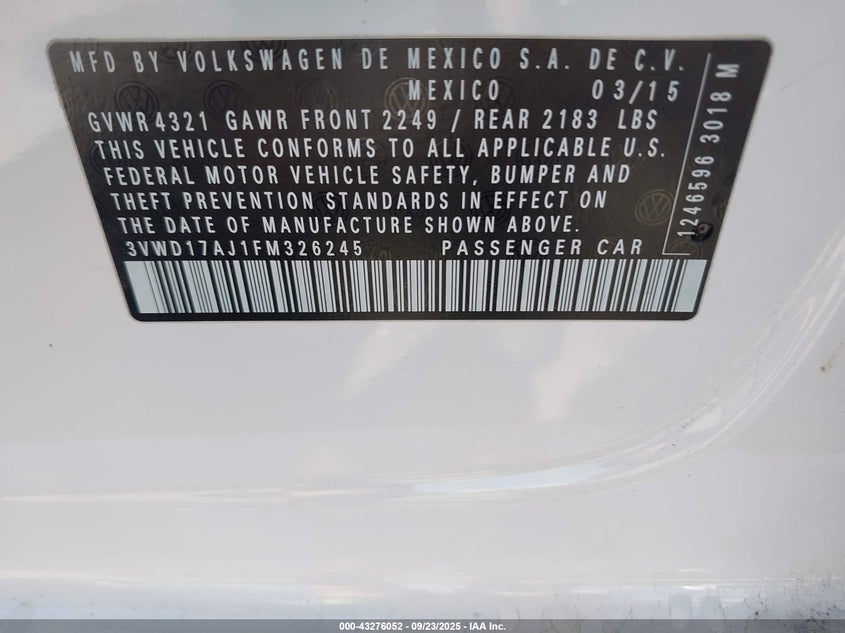 MFD BY VOLKSWAGEN DE MEXICO S.A. DE C.V.
MEXICO 03/15
GVWR 4321 GAWR FRONT 2249 / REAR 2183 LBS
THIS VEHICLE CONFORMS TO ALL APPLICABLE U.S.
FEDERAL MOTOR VEHICLE SAFETY, BUMPER AND
THEFT PREVENTION STANDARDS IN EFFECT ON
THE DATE OF MANUFACTURE SHOWN ABOVE.
3VWD17AJ1FM326245 PASSENGER CAR
1246596 3018 M
000-43276052 - 09/23/2025 - IAA Inc.